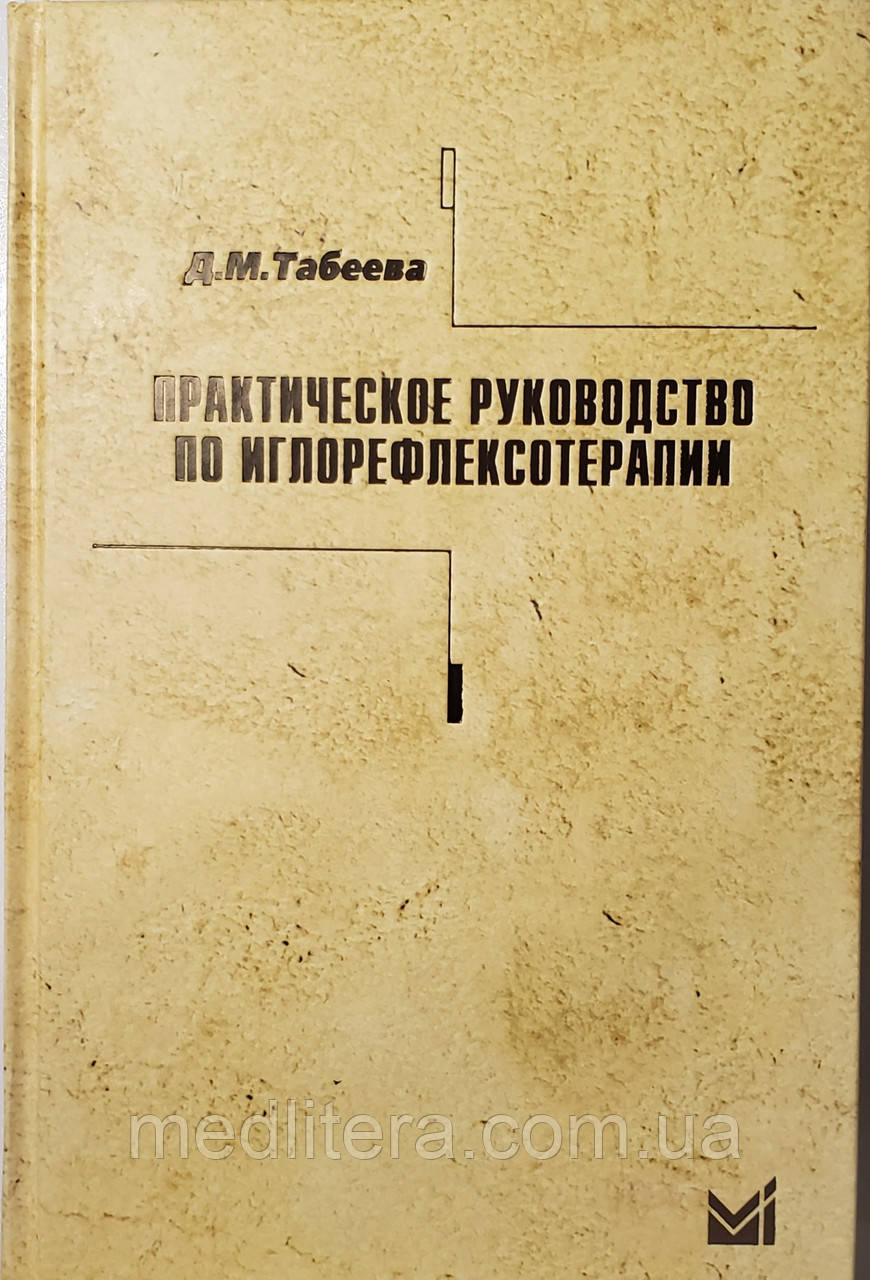 Д.М.Табеева
ПРАКТИЧЕСКОЕ РУКОВОДСТВО
ПО ИГЛОРЕФЛЕКСОТЕРАПИИ
medlitera.com.ua